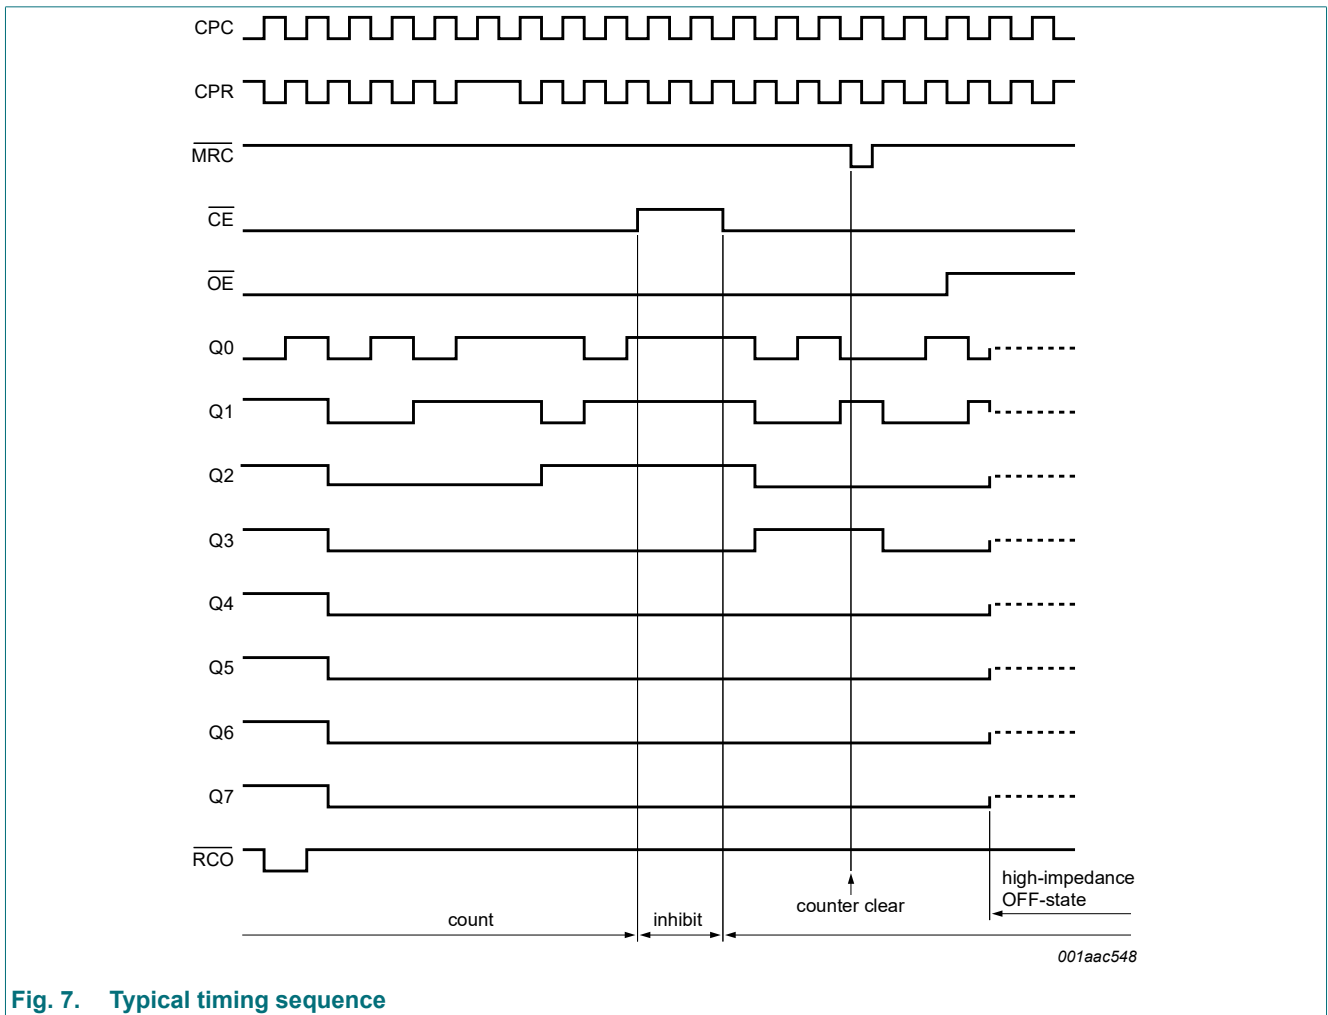 CPC
CPR
MRC
CE
OE
Q0
Q1
Q2
Q3
Q4
Q5
Q6
Q7
RCO
high-impedance
OFF-state
counter clear
count
inhibit
001aac548
Fig. 7. Typical timing sequence